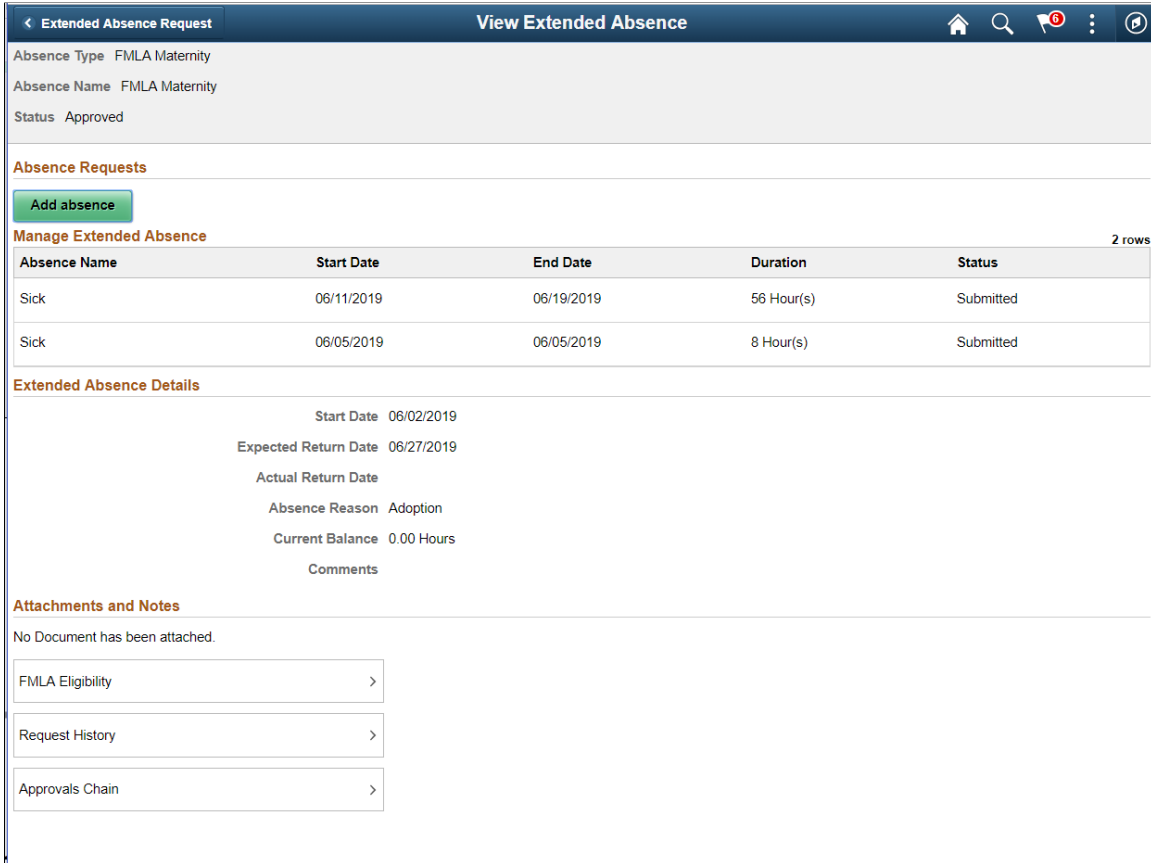 Extended Absence Request View Extended Absence 6
Absence Type FMLA Maternity
Absence Name FMLA Maternity
Status Approved
Absence Requests
Add absence
Manage Extended Absence 2 rows
Absence Name Start Date End Date Duration Status
Sick 06/11/2019 06/19/2019 56 Hour(s) Submitted
Sick 06/05/2019 06/05/2019 8 Hour(s) Submitted
Extended Absence Details
Start Date 06/02/2019
Expected Return Date 06/27/2019
Actual Return Date
Absence Reason Adoption
Current Balance 0.00 Hours
Comments
Attachments and Notes
No Document has been attached.
FMLA Eligibility
Request History
Approvals Chain